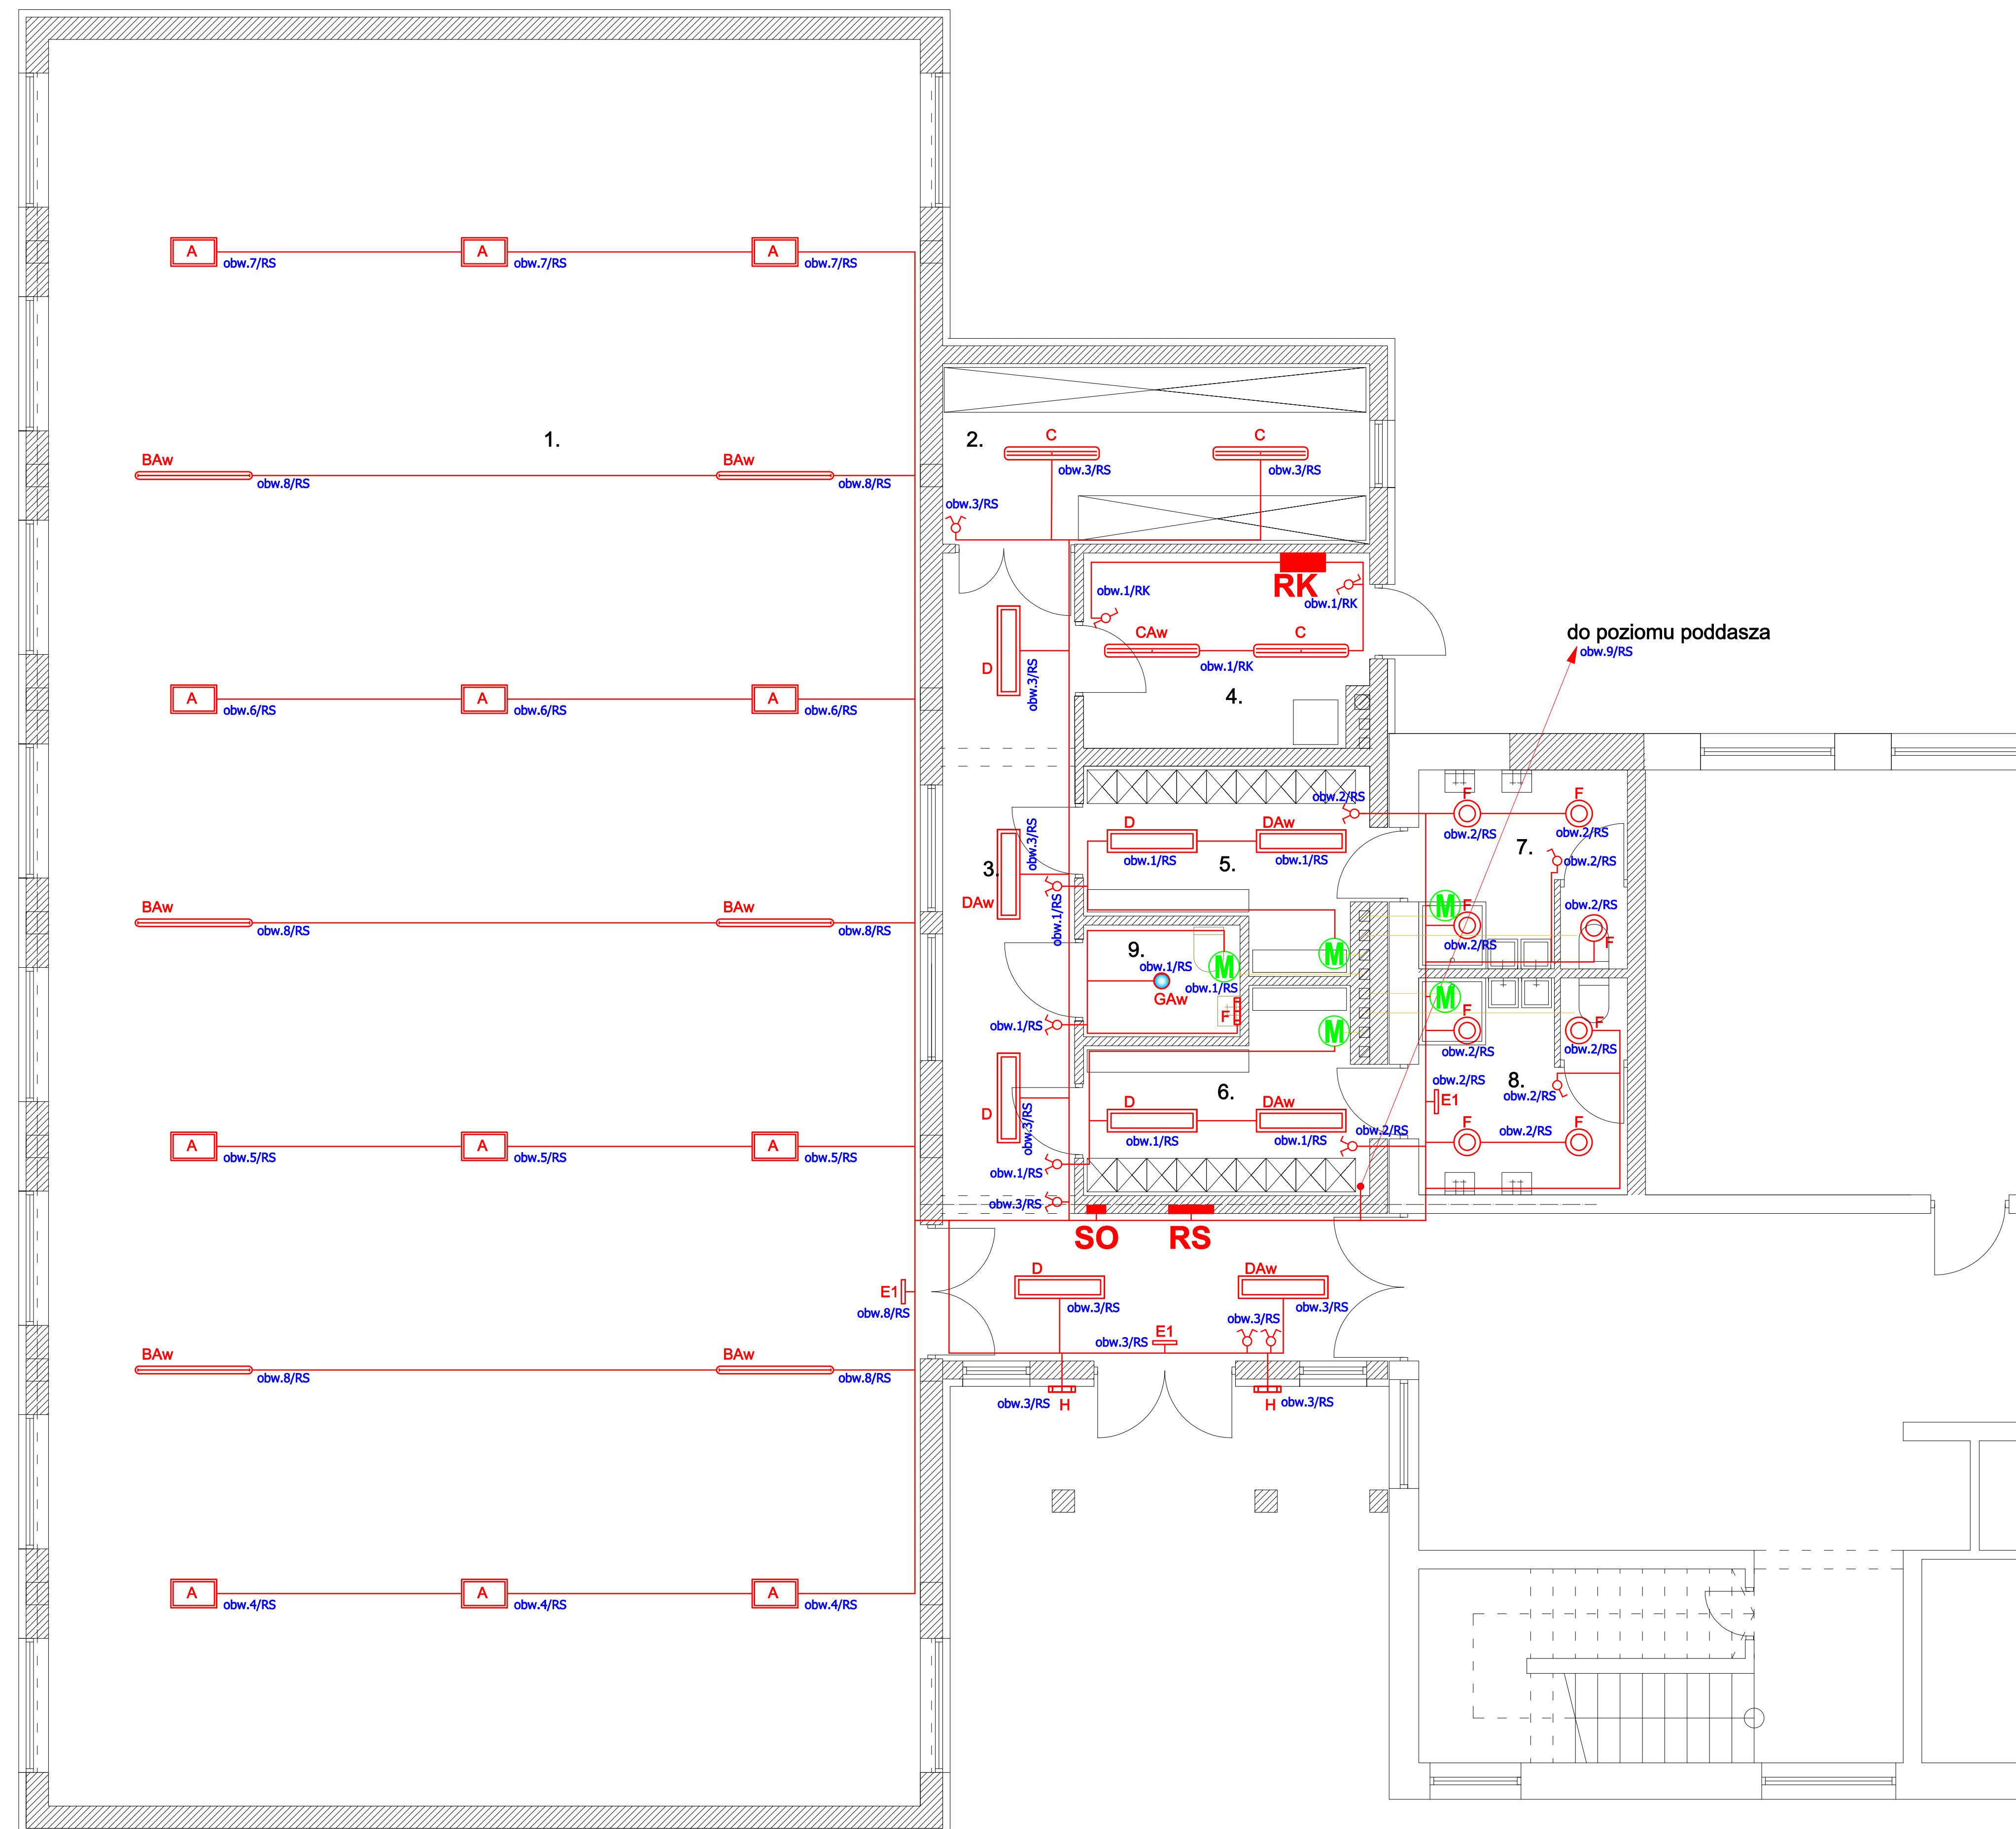 A A A
obw.7/RS obw.7/RS obw.7/RS
1. 2. C C
BAw BAw
obw.8/RS obw.8/RS
obw.3/RS obw.3/RS
obw.3/RS
RK
obw.1/RK
obw.1/RK
CAw C
obw.1/RK
4.
do poziomu poddasza
obw.9/RS
D
obw.3/RS
A A A
obw.6/RS obw.6/RS obw.6/RS
obw.2/RS
F F
obw.2/RS obw.2/RS
7.
obw.2/RS
D DAw
obw.1/RS obw.1/RS
5.
obw.3/RS
3.
DAw
obw.1/RS
BAw BAw
obw.8/RS obw.8/RS
M
F
obw.2/RS
obw.2/RS
F
9.
M
M
obw.1/RS
obw.1/RS
GAw
F
M
M
obw.1/RS
F
obw.2/RS
F
obw.2/RS
6.
8.
obw.2/RS
E1
obw.2/RS
D
obw.3/RS
D DAw
obw.1/RS obw.1/RS
obw.2/RS
F F
obw.2/RS
A A A
obw.5/RS obw.5/RS obw.5/RS
obw.1/RS
obw.3/RS
SO RS
D DAw
obw.3/RS obw.3/RS
E1
obw.8/RS
obw.3/RS
E1
obw.3/RS
BAw BAw
obw.8/RS obw.8/RS
obw.3/RS H H obw.3/RS
A A A
obw.4/RS obw.4/RS obw.4/RS